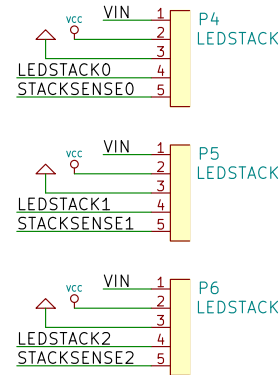 VIN 1 P4
VCC 2 LEDSTACK
3
LEDSTACK0 4
STACKSENSE0 5
VIN 1 P5
VCC 2 LEDSTACK
3
LEDSTACK1 4
STACKSENSE1 5
VIN 1 P6
VCC 2 LEDSTACK
3
LEDSTACK2 4
STACKSENSE2 5